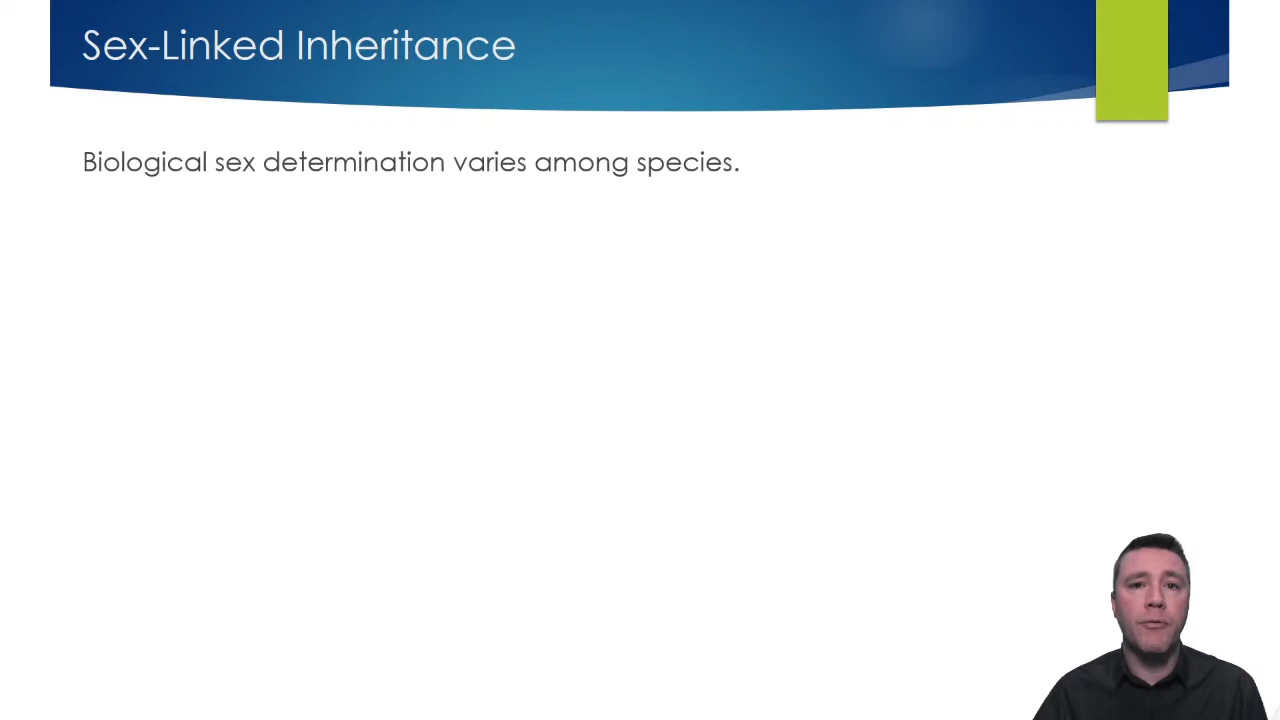 Sex-Linked Inheritance
Biological sex determination varies among species.